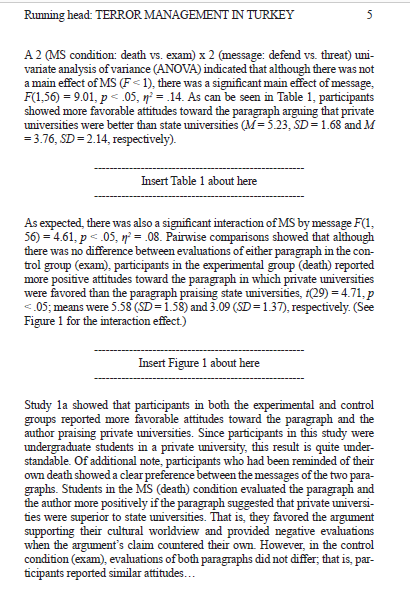 Running head: TERROR MANAGEMENT IN TURKEY 5
A 2 (MS condition: death vs. exam) x 2 (message: defend vs. threat) uni-
variate analysis of variance (ANOVA) indicated that although there was not
a main effect of MS (F < 1), there was a significant main effect of message,
F(1,56) = 9.01, p < .05, η² = .14. As can be seen in Table 1, participants
showed more favorable attitudes toward the paragraph arguing that private
universities were better than state universities (M = 5.23, SD = 1.68 and M
= 3.76, SD = 2.14, respectively).
------------------------------------------------------
Insert Table 1 about here
------------------------------------------------------
As expected, there was also a significant interaction of MS by message F(1,
56) = 4.61, p < .05, η² = .08. Pairwise comparisons showed that although
there was no difference between evaluations of either paragraph in the con-
trol group (exam), participants in the experimental group (death) reported
more positive attitudes toward the paragraph in which private universities
were favored than the paragraph praising state universities, t(29) = 4.71, p
< .05; means were 5.58 (SD = 1.58) and 3.09 (SD = 1.37), respectively. (See
Figure 1 for the interaction effect.)
------------------------------------------------------
Insert Figure 1 about here
------------------------------------------------------
Study 1a showed that participants in both the experimental and control
groups reported more favorable attitudes toward the paragraph and the
author praising private universities. Since participants in this study were
undergraduate students in a private university, this result is quite under-
standable. Of additional note, participants who had been reminded of their
own death showed a clear preference between the messages of the two para-
graphs. Students in the MS (death) condition evaluated the paragraph and
the author more positively if the paragraph suggested that private universi-
ties were superior to state universities. That is, they favored the argument
supporting their cultural worldview and provided negative evaluations
when the argument's claim countered their own. However, in the control
condition (exam), evaluations of both paragraphs did not differ; that is, par-
ticipants reported similar attitudes…